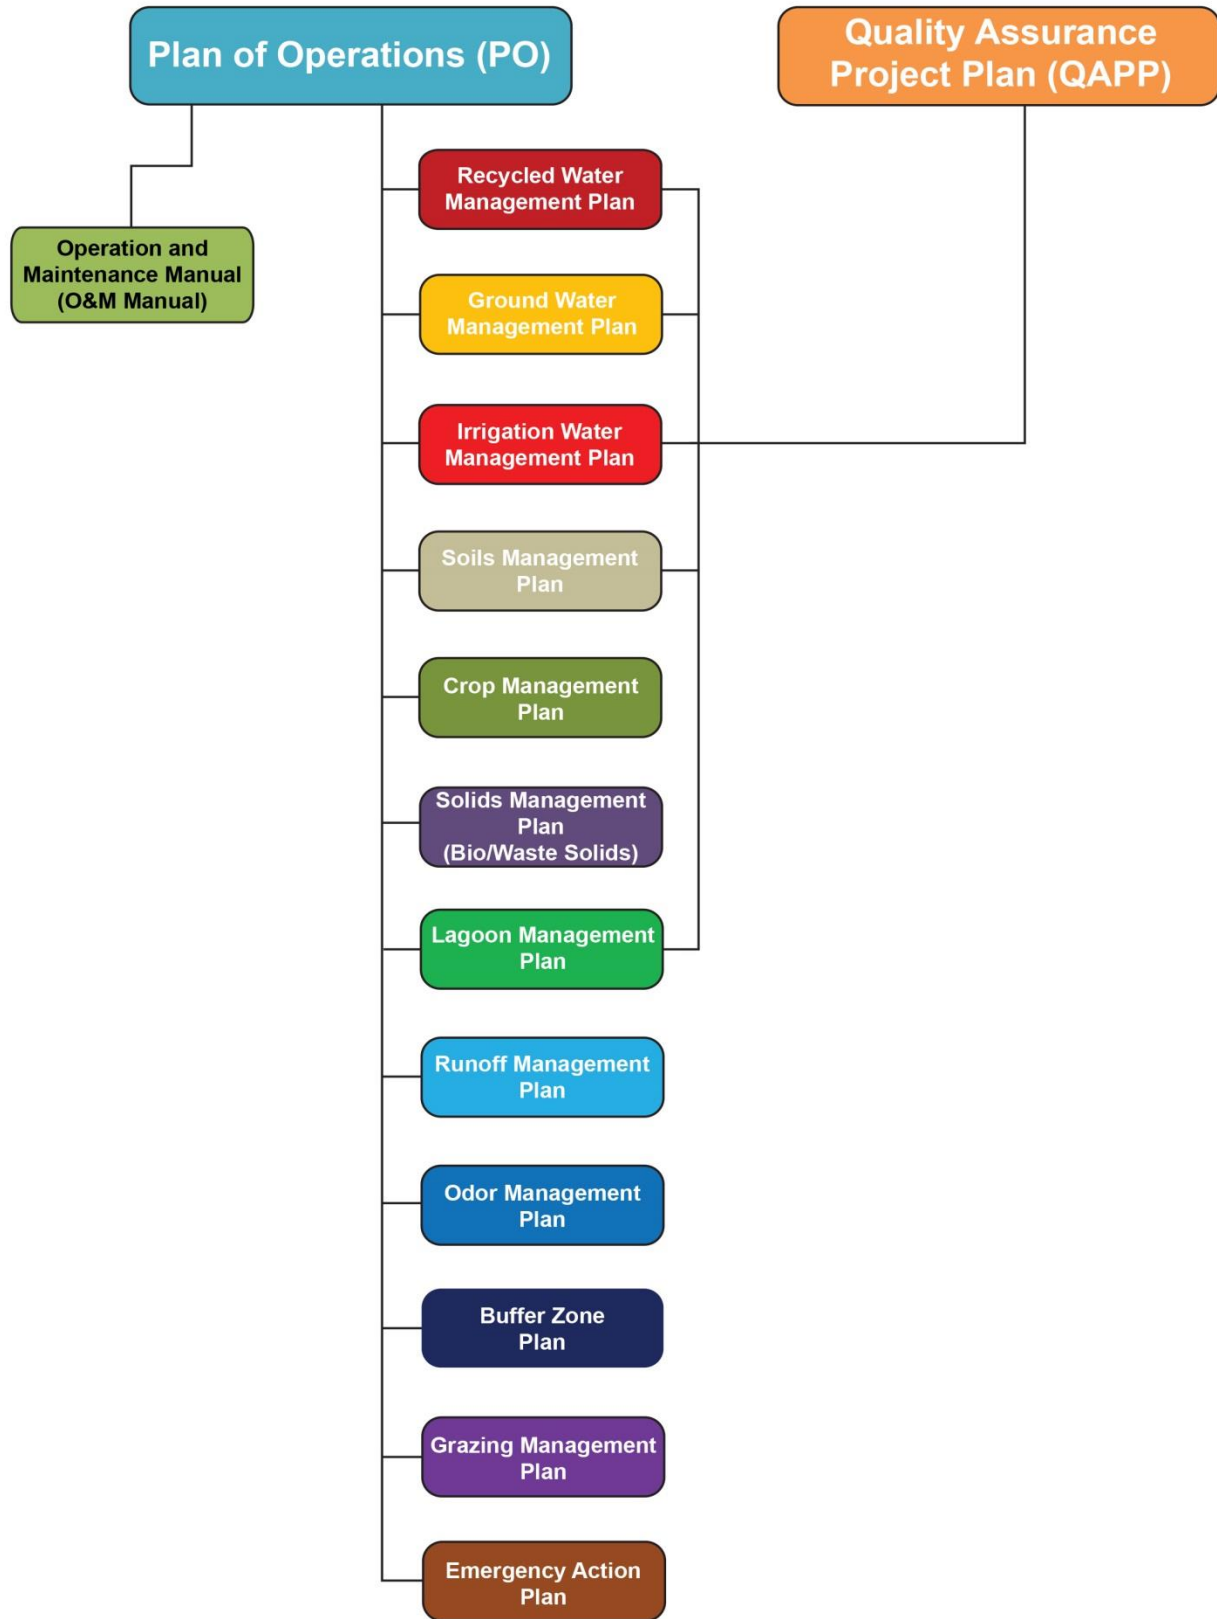 Plan of Operations (PO)
Quality Assurance
Project Plan (QAPP)
Operation and
Maintenance Manual
(O&M Manual)
Recycled Water
Management Plan
Ground Water
Management Plan
Irrigation Water
Management Plan
Soils Management
Plan
Crop Management
Plan
Solids Management
Plan
(Bio/Waste Solids)
Lagoon Management
Plan
Runoff Management
Plan
Odor Management
Plan
Buffer Zone
Plan
Grazing Management
Plan
Emergency Action
Plan